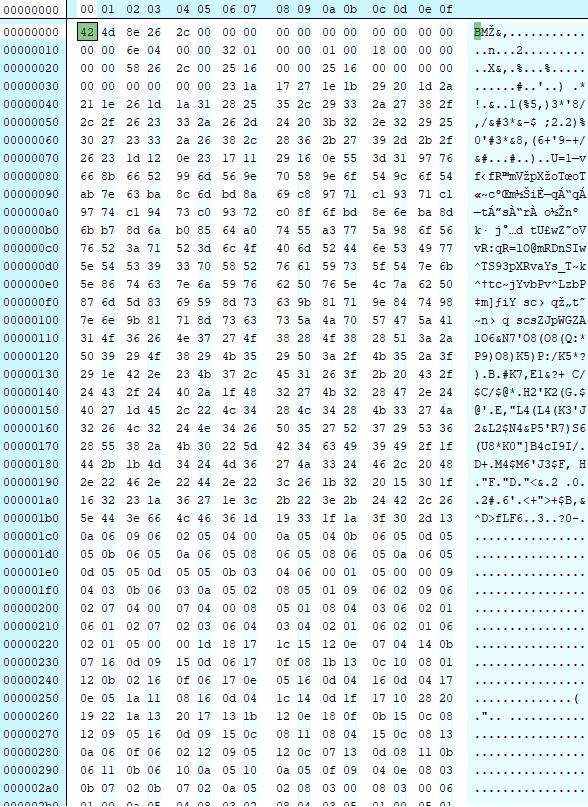 00000000 00 01 02 03 04 05 06 07 08 09 0a 0b 0c 0d 0e 0f
00000000 42 4d 8e 26 2c 00 00 00 00 00 00 00 00 00 00 00 BMŽ&,...........
00000010 00 00 6e 04 00 00 32 01 00 00 01 00 18 00 00 00 ..n...2.........
00000020 00 00 58 26 2c 00 25 16 00 00 25 16 00 00 00 00 ..X&,.%...%.....
00000030 00 00 00 00 00 00 23 1a 17 27 1e 1b 29 20 1d 2a ......#..'..) .*
00000040 21 1e 26 1d 1a 31 28 25 35 2c 29 33 2a 27 38 2f !.&..1(%5,)3*'8/
00000050 2c 2f 26 23 33 2a 26 2d 24 20 3b 32 2e 32 29 25 ,/&#3*&-$ ;2.2)%
00000060 30 27 23 33 2a 26 38 2c 28 36 2b 27 39 2d 2b 2f 0'#3*&8,(6+'9-+/
00000070 26 23 1d 12 0e 23 17 11 29 16 0e 55 3d 31 97 76 &#...#..)..U=1—v
00000080 66 8b 66 52 99 6d 56 9e 70 58 9e 6f 54 9c 6f 54 f‹fR™mVžpXžoTœoT
00000090 ab 7e 63 ba 8c 6d bd 8a 69 c8 97 71 c1 93 71 c1
000000a0 97 74 c1 94 73 c0 93 72 c0 8f 6f bd 8e 6e ba 8d
000000b0 6b b7 8d 6a b0 85 64 a0 74 55 a3 77 5a 98 6f 56
000000c0 76 52 3a 71 52 3d 6c 4f 40 6d 52 44 6e 53 49 77 vR:qR=lO@mRDnSIw
000000d0 5e 54 53 39 33 70 58 52 76 61 59 73 5f 54 7e 6b ^TS93pXRvaYs_T~k
000000e0 5e 86 74 63 7e 6a 59 76 62 50 76 5e 4c 7a 62 50 ^†tc~jYvbPv^LzbP
000000f0 87 6d 5d 83 69 59 8d 73 63 9b 81 71 9e 84 74 98
00000100 7e 6e 9b 81 71 8d 73 63 73 5a 4a 70 57 47 5a 41
00000110 31 4f 36 26 4e 37 27 4f 38 28 4f 38 28 51 3a 2a 1O6&N7'O8(O8(Q:*
00000120 50 39 29 4f 38 29 4b 35 29 50 3a 2f 4b 35 2a 3f P9)O8)K5)P:/K5*?
00000130 29 1e 42 2e 23 4b 37 2c 45 31 26 3f 2b 20 43 2f ).B.#K7,E1&?+ C/
00000140 24 43 2f 24 40 2a 1f 48 32 27 4b 32 28 47 2e 24 $C/$@*.H2'K2(G.$
00000150 40 27 1d 45 2c 22 4c 34 28 4c 34 28 4b 33 27 4a @'.E,"L4(L4(K3'J
00000160 32 26 4c 32 24 4e 34 26 50 35 27 52 37 29 53 36 2&L2$N4&P5'R7)S6
00000170 28 55 38 2a 4b 30 22 5d 42 34 63 49 39 49 2f 1f (U8*K0"]B4cI9I/.
00000180 44 2b 1b 4d 34 24 4d 36 27 4a 33 24 46 2c 20 48 D+.M4$M6'J3$F, H
00000190 2e 22 46 2e 22 44 2e 22 3c 26 1b 32 20 15 30 1f ."F."D."<&.2 .0.
000001a0 16 32 23 1a 36 27 1e 3c 2b 22 3e 2b 24 42 2c 26 .2#.6'.<+">+$B,&
000001b0 5e 44 3e 66 4c 46 36 1d 19 33 1f 1a 3f 30 2d 13 ^D>fLF6..3..?0-.
000001c0 0a 06 09 06 02 05 04 00 0a 05 04 0b 06 05 0d 05 ................
000001d0 05 0b 06 05 0a 06 05 08 06 05 08 06 05 0a 06 05 ................
000001e0 0d 05 05 0d 05 05 0b 03 04 06 00 01 05 00 00 09 ................
000001f0 04 03 0b 06 03 0a 05 02 08 05 01 09 06 02 09 06 ................
00000200 02 07 04 00 07 04 00 08 05 01 08 04 03 06 02 01 ................
00000210 06 01 02 07 02 03 06 04 03 04 02 01 06 02 01 06 ................
00000220 02 01 05 00 00 1d 18 17 1c 15 12 0e 07 04 14 0b ................
00000230 07 16 0d 09 15 0d 06 17 0f 08 1b 13 0c 10 08 01 ................
00000240 12 0b 02 16 0f 06 17 0e 05 16 0d 04 16 0d 04 17 ................
00000250 0e 05 1a 11 08 16 0d 04 1c 14 0d 1f 17 10 28 20 ..............( 
00000260 19 22 1a 13 20 17 13 1b 12 0e 18 0f 0b 15 0c 08 .".. ...........
00000270 12 09 05 16 0d 09 15 0c 08 11 08 04 15 0c 08 13 ................
00000280 0a 06 0f 06 02 12 09 05 12 0c 07 13 0d 08 11 0b ................
00000290 06 11 0b 06 10 0a 05 10 0a 05 0f 09 04 0e 08 03 ................
000002a0 0b 07 02 0b 07 02 0a 05 02 08 03 00 08 03 00 06 ................